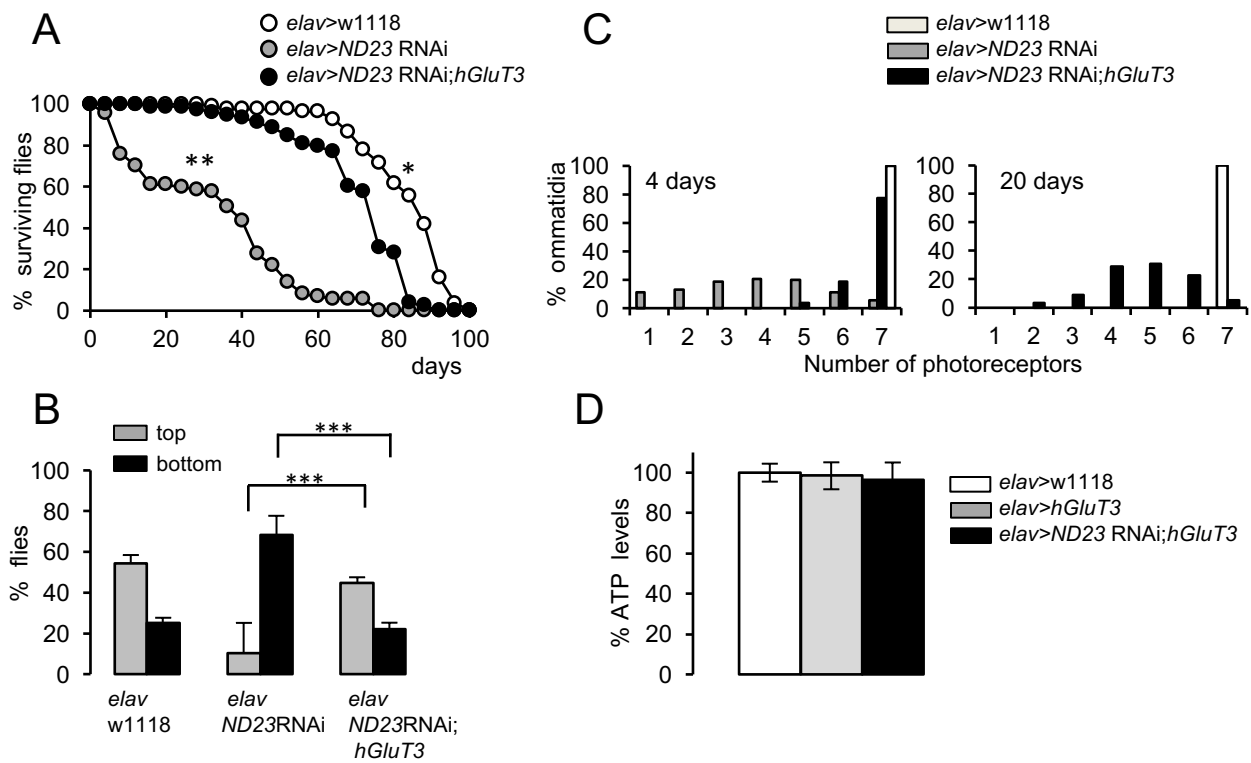 A
elav>w1118
elav>ND23 RNAi
elav>ND23 RNAi;hGluT3
% surviving flies
100
80
60
40
20
0
**
*
0 20 40 60 80 100
days
B
top
bottom
% flies
100
80
60
40
20
0
***
***
elav
w1118
elav
ND23RNAi
elav
ND23RNAi;
hGluT3
C
elav>w1118
elav>ND23 RNAi
elav>ND23 RNAi;hGluT3
% ommatidia
100
80
60
40
20
0
4 days
1 2 3 4 5 6 7
100
80
60
40
20
0
20 days
1 2 3 4 5 6 7
Number of photoreceptors
D
% ATP levels
100
80
60
40
20
0
elav>w1118
elav>hGluT3
elav>ND23 RNAi;hGluT3